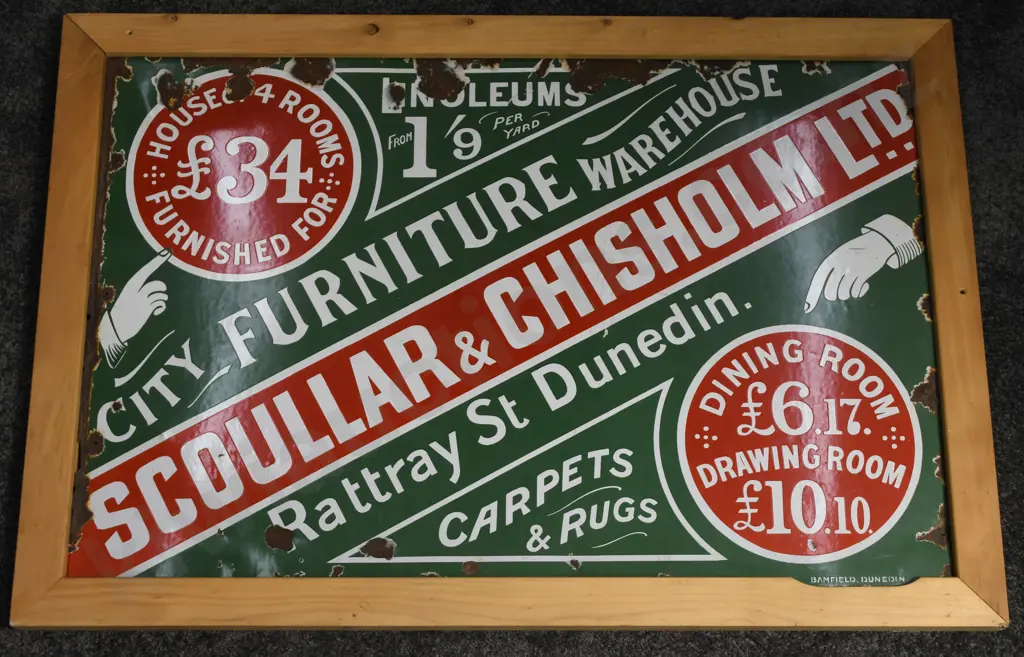 HOUSE 4 ROOMS
£34
FURNISHED FOR
LINOLEUMS
FROM 1'9 PER YARD
CITY FURNITURE WAREHOUSE
SCOULLAR & CHISHOLM LTD
Rattray St Dunedin.
CARPETS
& RUGS
DINING ROOM
£6.17.
DRAWING ROOM
£10.10.
BAMFIELD, DUNEDIN